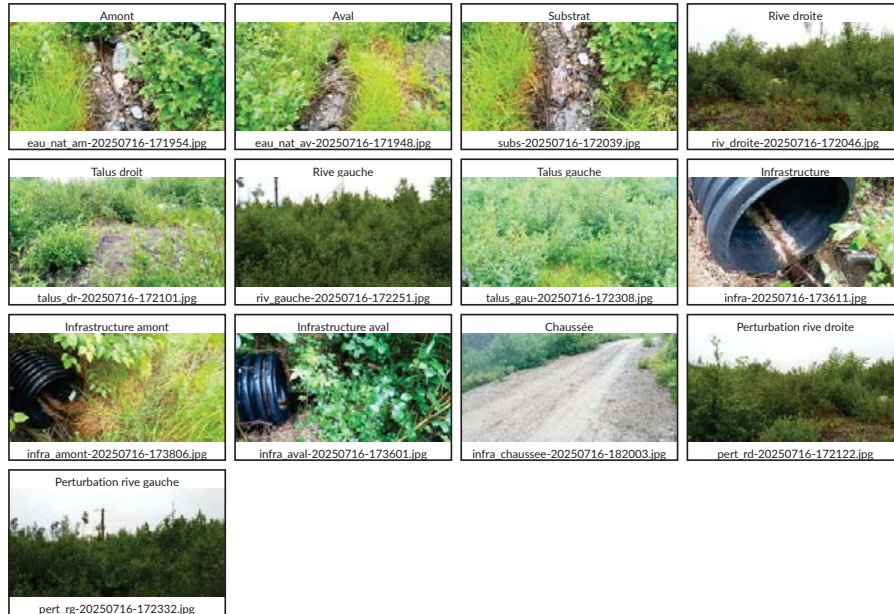 Amont
Aval
Substrat
Rive droite
eau_nat_am-20250716-171954.jpg
eau_nat_av-20250716-171948.jpg
subs-20250716-172039.jpg
riv_droite-20250716-172046.jpg
Talus droit
Rive gauche
Talus gauche
Infrastructure
talus_dr-20250716-172101.jpg
riv_gauche-20250716-172251.jpg
talus_gau-20250716-172308.jpg
infra-20250716-173611.jpg
Infrastructure amont
Infrastructure aval
Chaussée
Perturbation rive droite
infra_amont-20250716-173806.jpg
infra_aval-20250716-173601.jpg
infra_chaussee-20250716-182003.jpg
pert_rd-20250716-172122.jpg
Perturbation rive gauche
pert_rg-20250716-172332.jpg